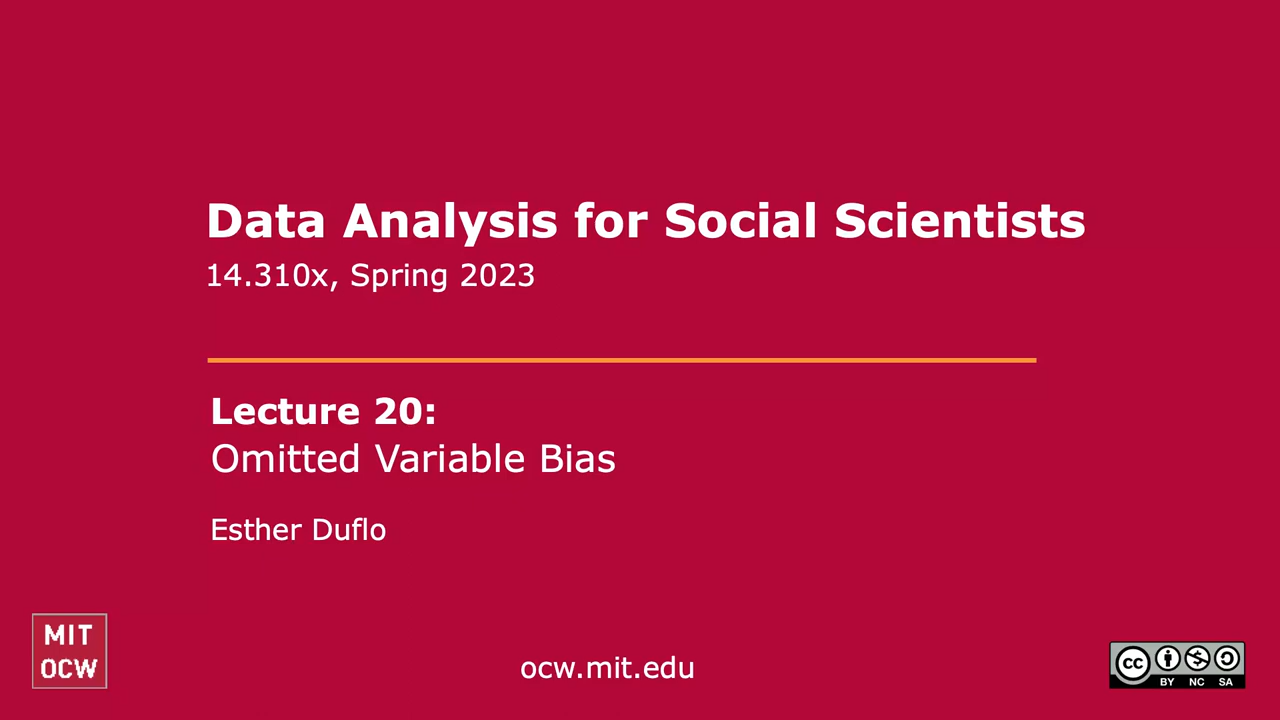 Data Analysis for Social Scientists
14.310x, Spring 2023
Lecture 20:
Omitted Variable Bias
Esther Duflo
MIT
OCW
ocw.mit.edu
cc
BY NC SA